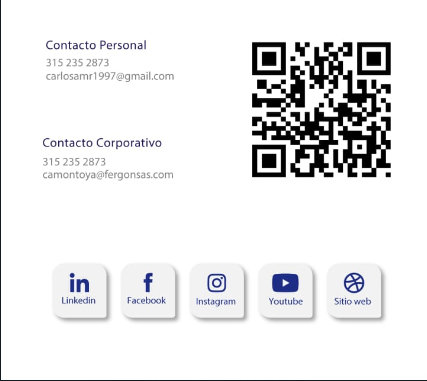 Contacto Personal
315 235 2873
carlosamr1997@gmail.com
Contacto Corporativo
315 235 2873
camontoya@fergonsas.com
in
Linkedin
f
Facebook
Instagram
Youtube
Sitio web